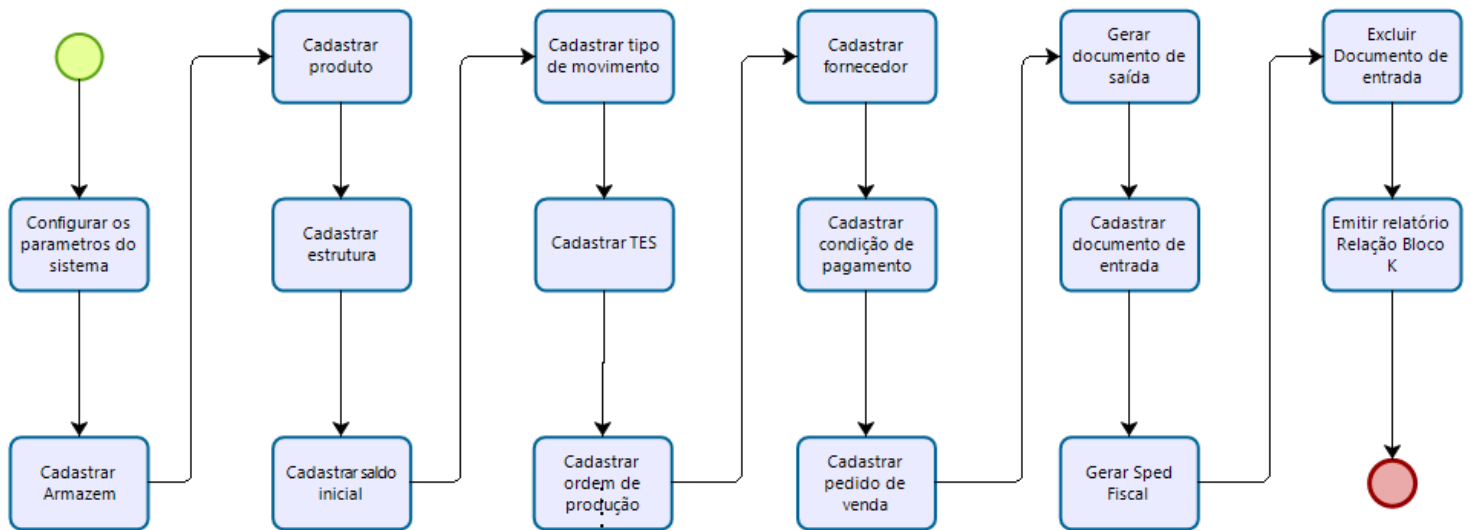 Configurar os
parametros do
sistema
Cadastrar
Armazem
Cadastrar
produto
Cadastrar
estrutura
Cadastrar saldo
inicial
Cadastrar tipo
de movimento
Cadastrar TES
Cadastrar
ordem de
produção
Cadastrar
fornecedor
Cadastrar
condição de
pagamento
Cadastrar
pedido de
venda
Gerar
documento de
saída
Cadastrar
documento de
entrada
Gerar Sped
Fiscal
Excluir
Documento de
entrada
Emitir relatório
Relação Bloco
K